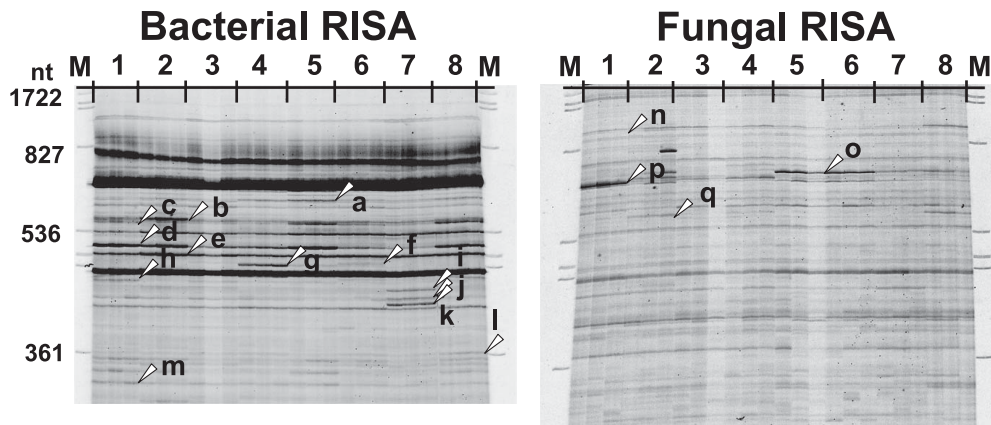 Bacterial RISA
Fungal RISA
nt M 1 2 3 4 5 6 7 8 M
M 1 2 3 4 5 6 7 8 M
1722
827
536
361
a
b
c
d
e
f
g
h
i
j
k
l
m
n
o
p
q